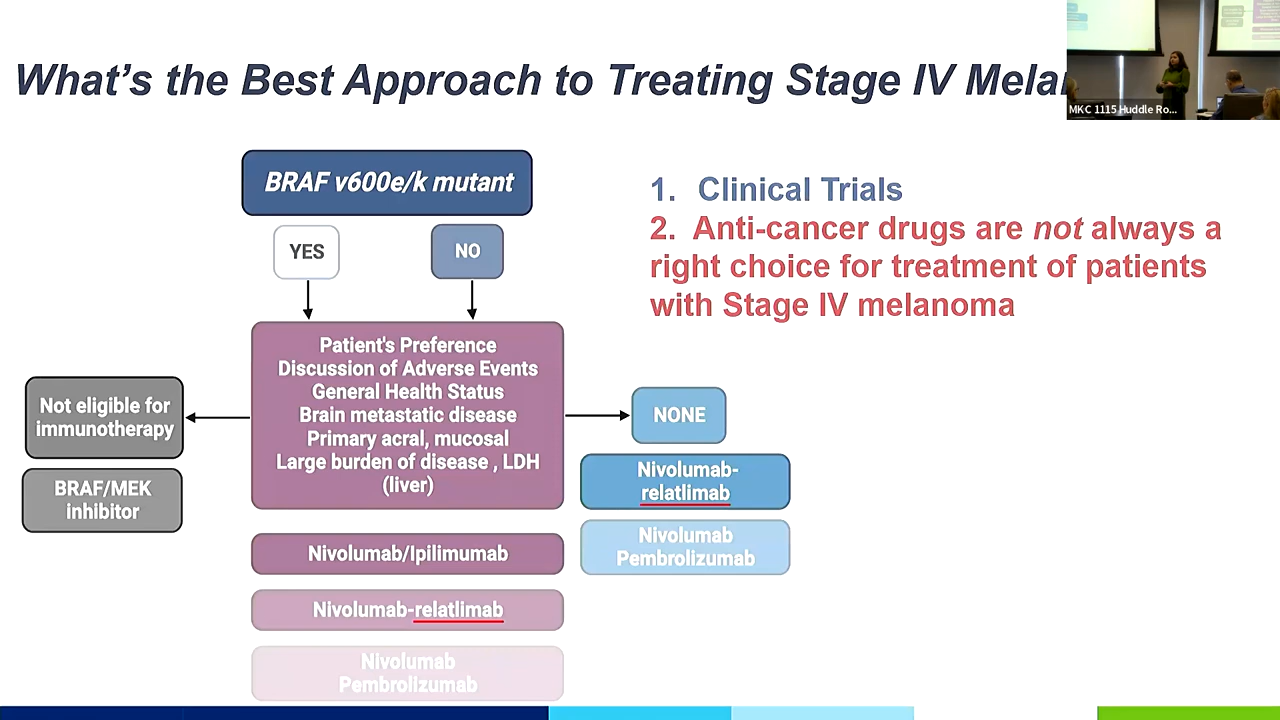 What's the Best Approach to Treating Stage IV
MKC 1115 Huddle Ro...
BRAF v600e/k mutant
YES
NO
1. Clinical Trials
2. Anti-cancer drugs are not always a
right choice for treatment of patients
with Stage IV melanoma
Patient's Preference
Discussion of Adverse Events
General Health Status
Brain metastatic disease
Primary acral, mucosal
Large burden of disease , LDH
(liver)
Not eligible for
immunotherapy
BRAF/MEK
inhibitor
NONE
Nivolumab-
relatlimab
Nivolumab
Pembrolizumab
Nivolumab/Ipilimumab
Nivolumab-relatlimab
Nivolumab
Pembrolizumab